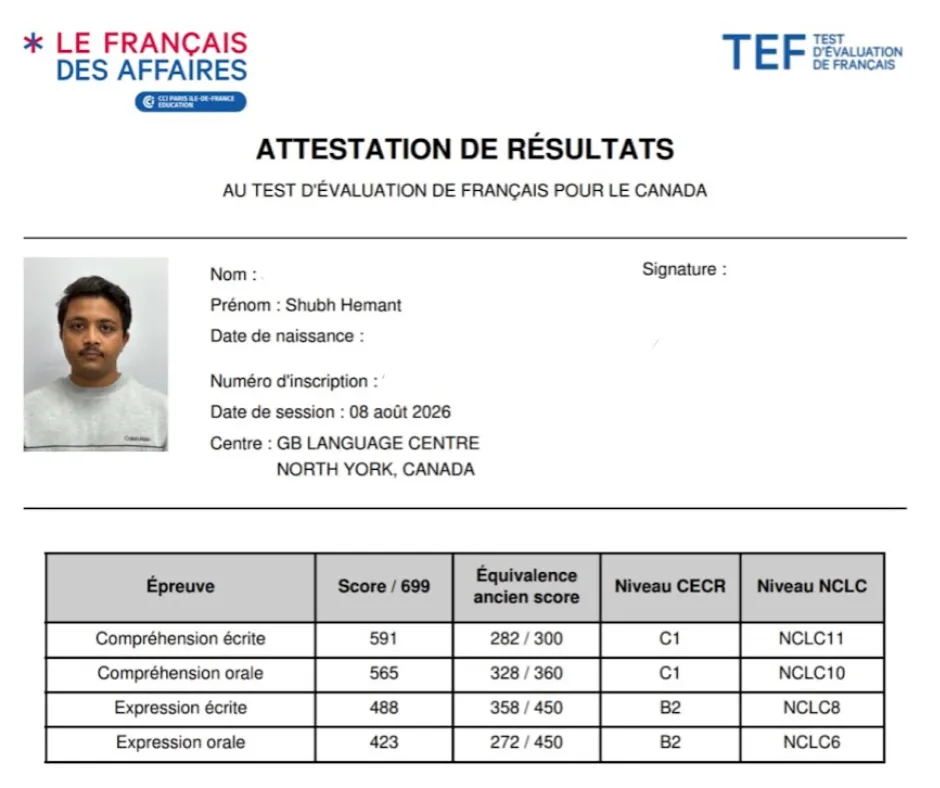 LE FRANÇAIS
DES AFFAIRES
CCI PARIS ILE-DE-FRANCE
EDUCATION
TEF TEST
D'ÉVALUATION
DE FRANÇAIS
ATTESTATION DE RÉSULTATS
AU TEST D'ÉVALUATION DE FRANÇAIS POUR LE CANADA
Nom :
Signature :
Prénom : Shubh Hemant
Date de naissance :
Numéro d'inscription :
Date de session : 08 août 2026
Centre : GB LANGUAGE CENTRE
NORTH YORK, CANADA
Calvin Klein
Épreuve Score / 699 Équivalence ancien score Niveau CECR Niveau NCLC
Compréhension écrite 591 282 / 300 C1 NCLC11
Compréhension orale 565 328 / 360 C1 NCLC10
Expression écrite 488 358 / 450 B2 NCLC8
Expression orale 423 272 / 450 B2 NCLC6